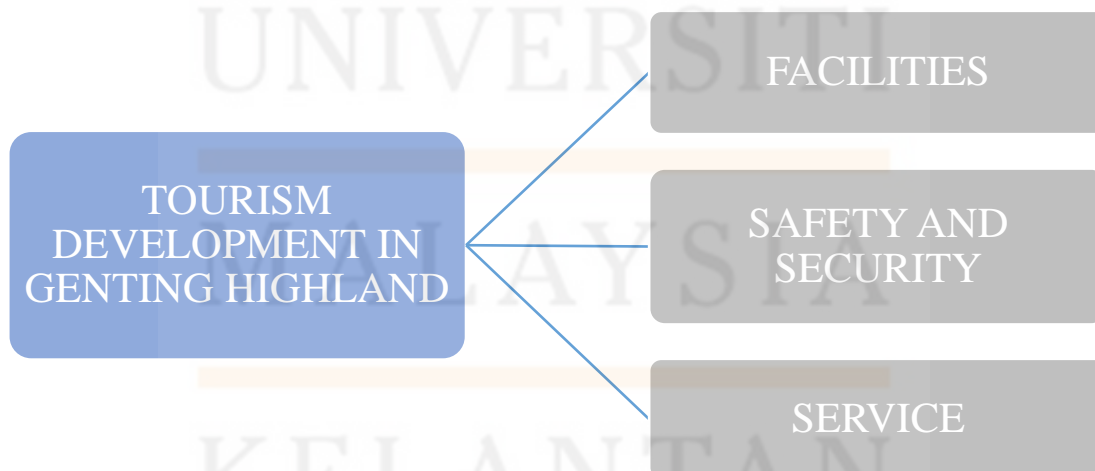 UNIVERSITI
MALAYSIA
KELANTAN
TOURISM
DEVELOPMENT IN
GENTING HIGHLAND
FACILITIES
SAFETY AND
SECURITY
SERVICE